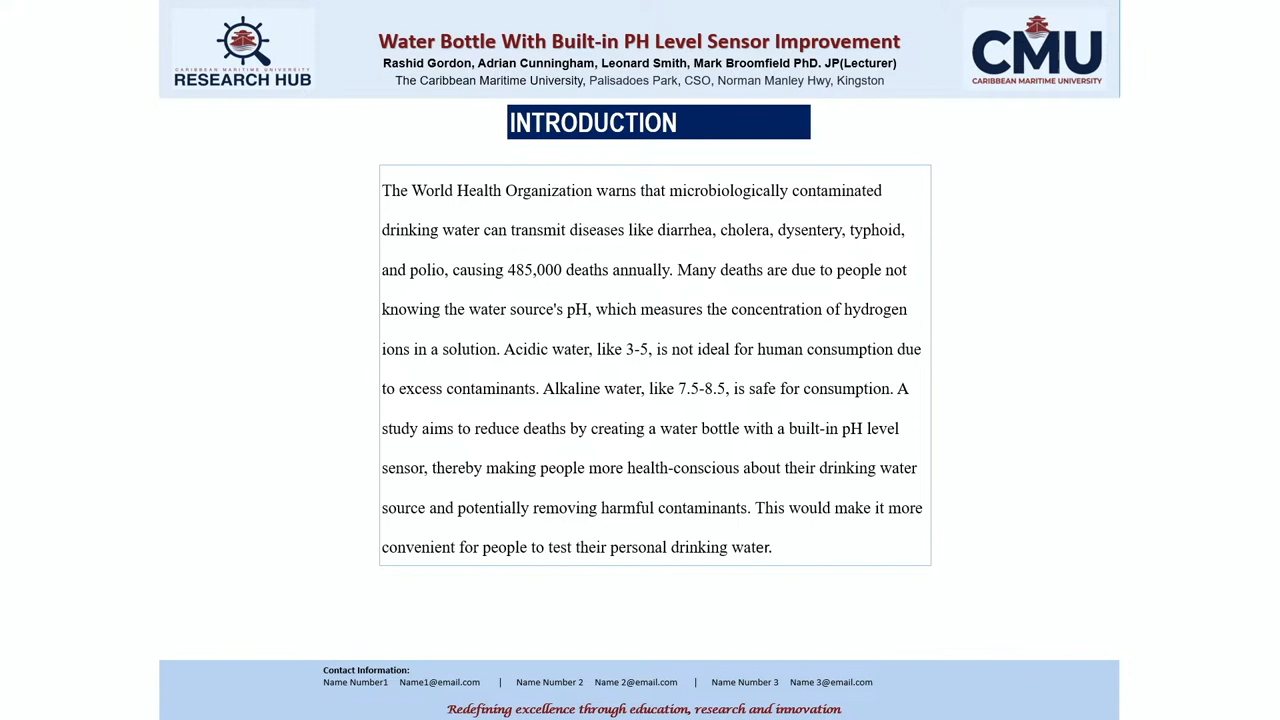 Water Bottle With Built-in PH Level Sensor Improvement
Rashid Gordon, Adrian Cunningham, Leonard Smith, Mark Broomfield PhD. JP(Lecturer)
The Caribbean Maritime University, Palisadoes Park, CSO, Norman Manley Hwy, Kingston
CARIBBEAN MARITIME UNIVERSITY
RESEARCH HUB
CMU
CARIBBEAN MARITIME UNIVERSITY
INTRODUCTION
The World Health Organization warns that microbiologically contaminated
drinking water can transmit diseases like diarrhea, cholera, dysentery, typhoid,
and polio, causing 485,000 deaths annually. Many deaths are due to people not
knowing the water source's pH, which measures the concentration of hydrogen
ions in a solution. Acidic water, like 3-5, is not ideal for human consumption due
to excess contaminants. Alkaline water, like 7.5-8.5, is safe for consumption. A
study aims to reduce deaths by creating a water bottle with a built-in pH level
sensor, thereby making people more health-conscious about their drinking water
source and potentially removing harmful contaminants. This would make it more
convenient for people to test their personal drinking water.
Contact Information:
Name Number1 Name1@email.com | Name Number 2 Name 2@email.com | Name Number 3 Name 3@email.com
Redefining excellence through education, research and innovation